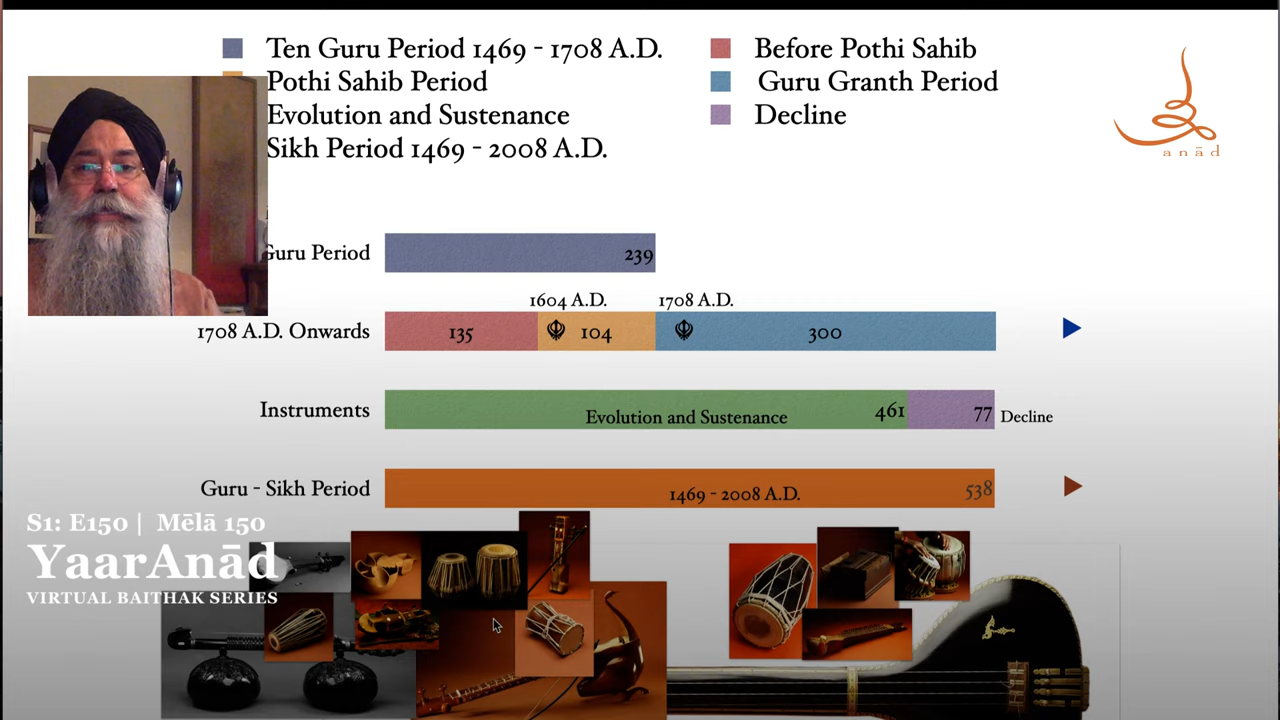 Ten Guru Period 1469 - 1708 A.D.
Before Pothi Sahib
Pothi Sahib Period
Guru Granth Period
Evolution and Sustenance
Decline
Sikh Period 1469 - 2008 A.D.
anād
Guru Period
239
1604 A.D.
1708 A.D.
1708 A.D. Onwards
135
104
300
Instruments
Evolution and Sustenance
461
77
Decline
Guru - Sikh Period
1469 - 2008 A.D.
538
S1: E150 | Mēlā 150
YaarAnād
VIRTUAL BAITHAK SERIES